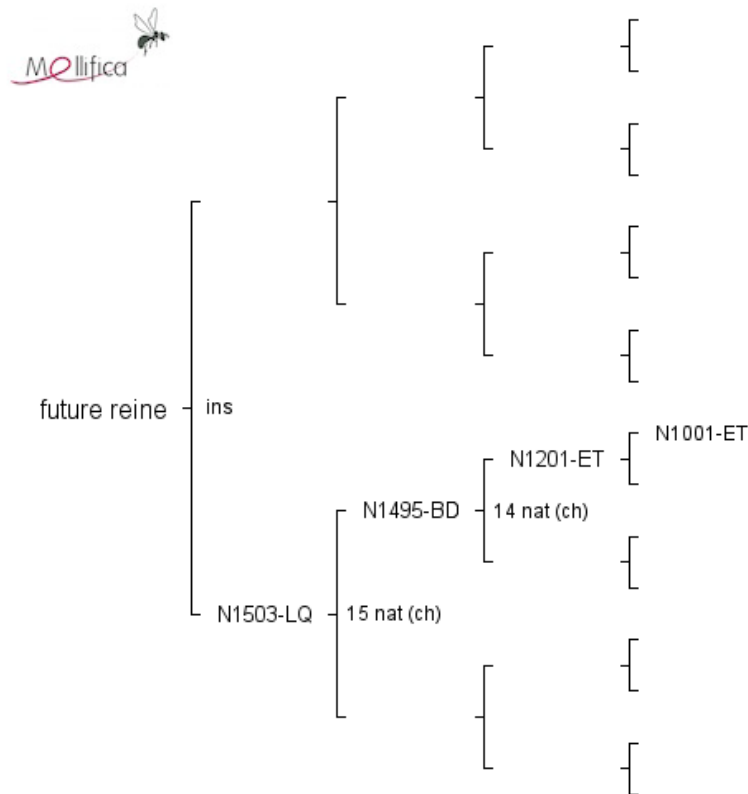 Mellifica
N1001-ET
future reine
ins
N1201-ET
N1495-BD
14 nat (ch)
N1503-LQ
15 nat (ch)